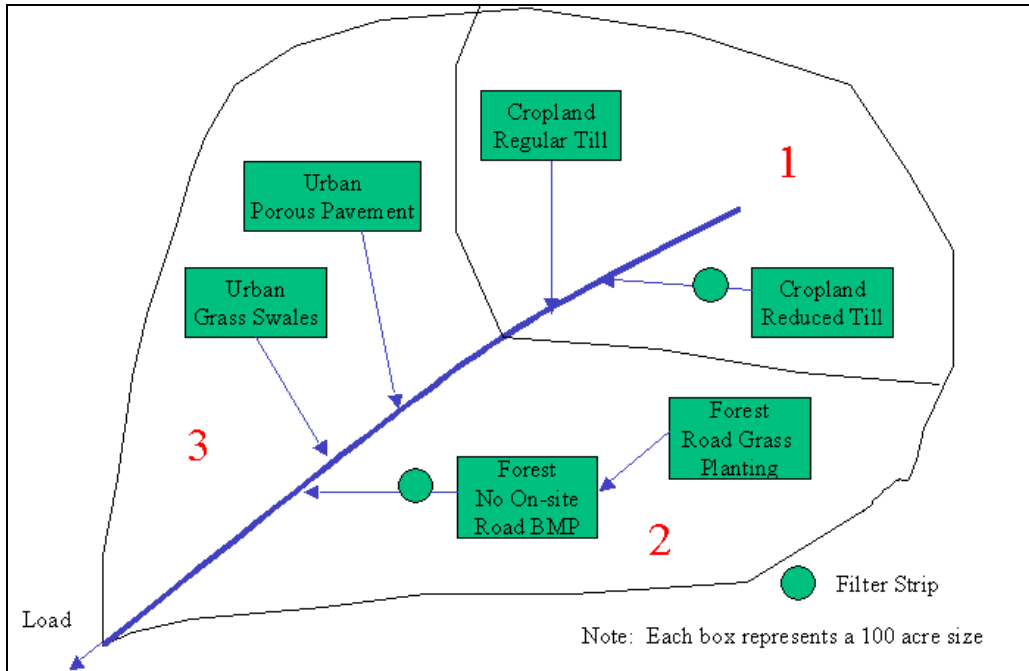 Cropland
Regular Till
1
Urban
Porous Pavement
Urban
Grass Swales
Cropland
Reduced Till
3
Forest
Road Grass
Planting
Forest
No On-site
Road BMP
2
Filter Strip
Load
Note: Each box represents a 100 acre size